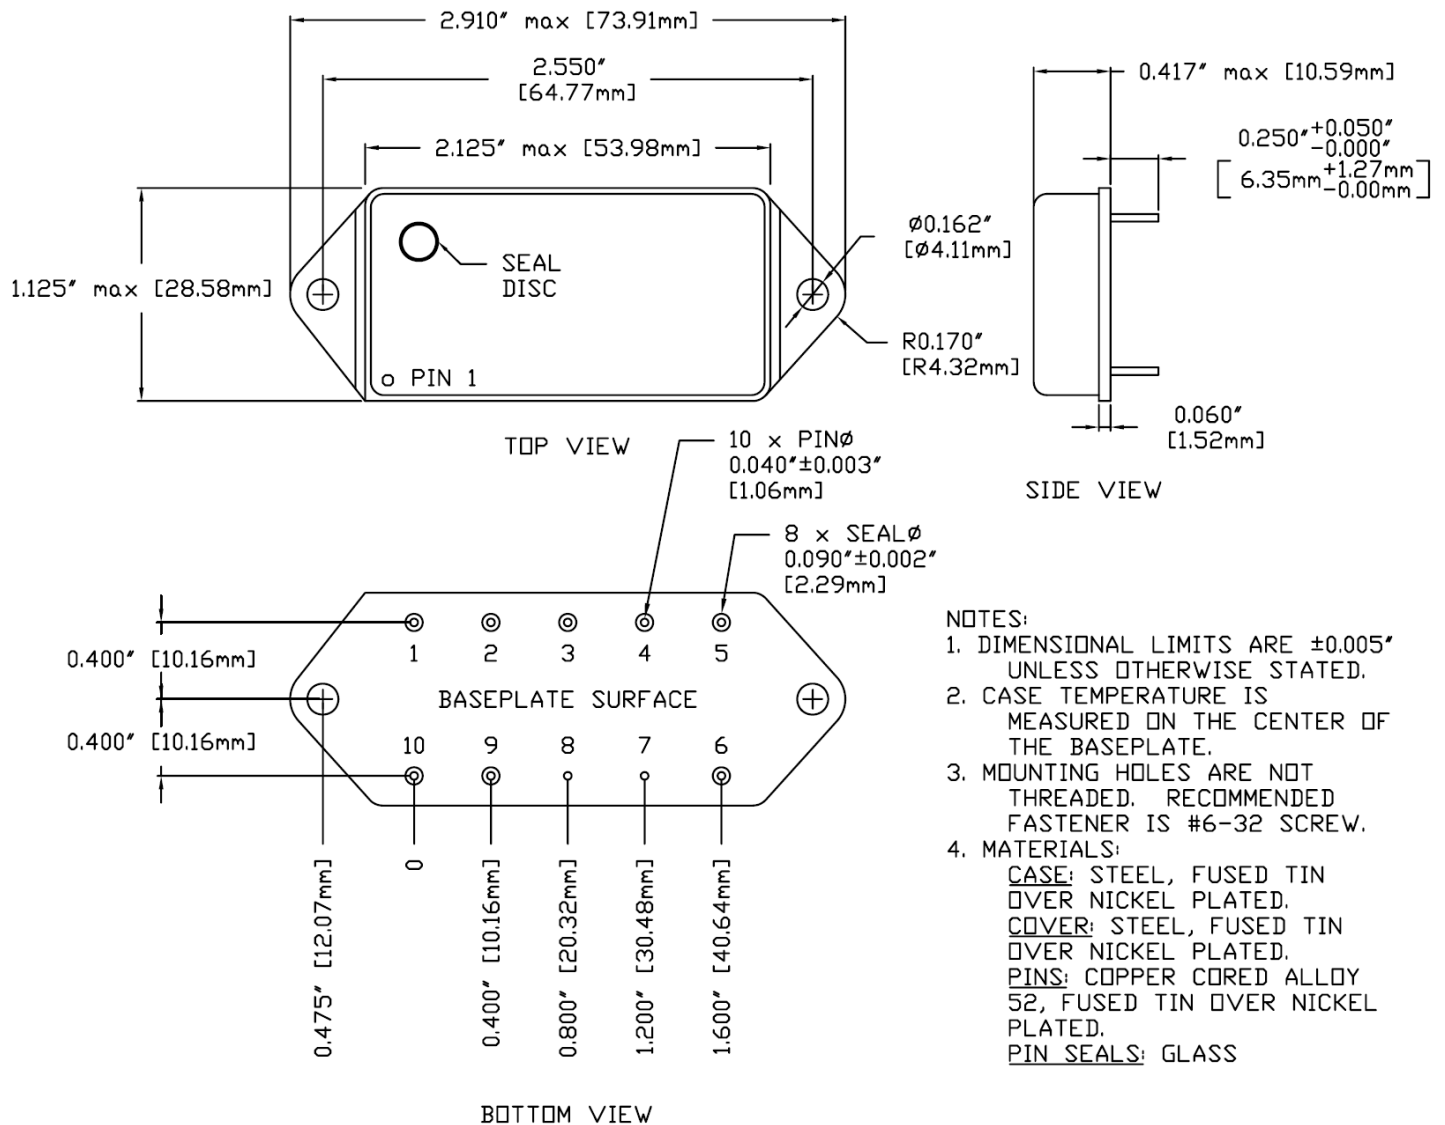 2.910" max [73.91mm]
2.550"
[64.77mm]
2.125" max [53.98mm]
1.125" max [28.58mm]
SEAL
DISC
PIN 1
Ø0.162"
[Ø4.11mm]
R0.170"
[R4.32mm]
TOP VIEW
0.417" max [10.59mm]
0.250" +0.050"
-0.000"
[6.35mm +1.27mm
-0.00mm]
0.060"
[1.52mm]
SIDE VIEW
10 x PINØ
0.040"±0.003"
[1.06mm]
8 x SEALØ
0.090"±0.002"
[2.29mm]
0.400" [10.16mm]
0.400" [10.16mm]
1 2 3 4 5
BASEPLATE SURFACE
10 9 8 7 6
0.475" [12.07mm]
0
0.400" [10.16mm]
0.800" [20.32mm]
1.200" [30.48mm]
1.600" [40.64mm]
BOTTOM VIEW
NOTES:
1. DIMENSIONAL LIMITS ARE ±0.005"
UNLESS OTHERWISE STATED.
2. CASE TEMPERATURE IS
MEASURED ON THE CENTER OF
THE BASEPLATE.
3. MOUNTING HOLES ARE NOT
THREADED. RECOMMENDED
FASTENER IS #6-32 SCREW.
4. MATERIALS:
CASE: STEEL, FUSED TIN
OVER NICKEL PLATED.
COVER: STEEL, FUSED TIN
OVER NICKEL PLATED.
PINS: COPPER CORED ALLOY
52, FUSED TIN OVER NICKEL
PLATED.
PIN SEALS: GLASS